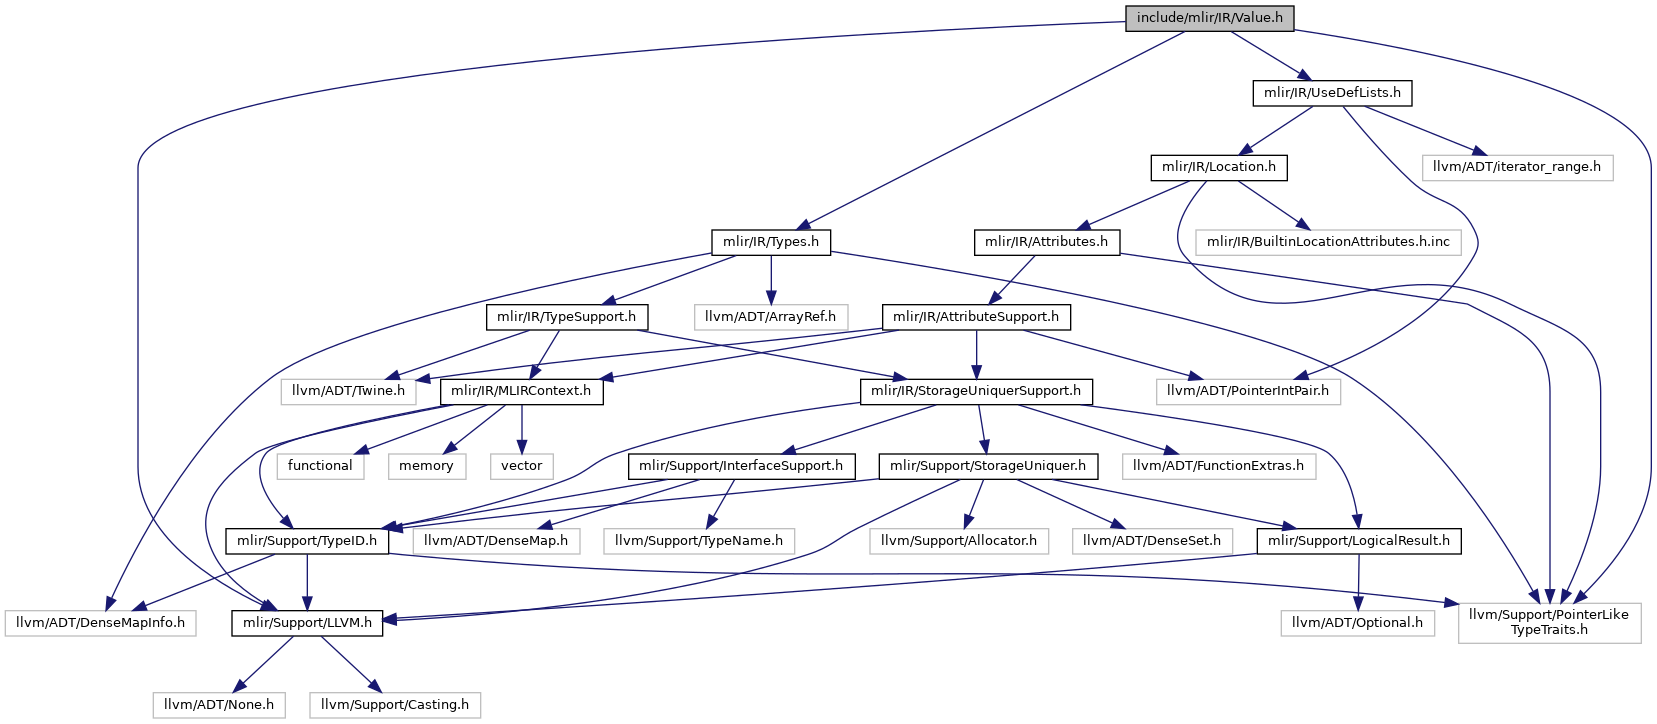 include/mlir/IR/Value.h
mlir/IR/UseDefLists.h
mlir/IR/Location.h
llvm/ADT/iterator_range.h
mlir/IR/Types.h
mlir/IR/Attributes.h
mlir/IR/BuiltinLocationAttributes.h.inc
mlir/IR/TypeSupport.h
llvm/ADT/ArrayRef.h
mlir/IR/AttributeSupport.h
llvm/ADT/Twine.h
mlir/IR/MLIRContext.h
mlir/IR/StorageUniquerSupport.h
llvm/ADT/PointerIntPair.h
functional
memory
vector
mlir/Support/InterfaceSupport.h
mlir/Support/StorageUniquer.h
llvm/ADT/FunctionExtras.h
mlir/Support/TypeID.h
llvm/ADT/DenseMap.h
llvm/Support/TypeName.h
llvm/Support/Allocator.h
llvm/ADT/DenseSet.h
mlir/Support/LogicalResult.h
llvm/ADT/DenseMapInfo.h
mlir/Support/LLVM.h
llvm/ADT/Optional.h
llvm/Support/PointerLike
TypeTraits.h
llvm/ADT/None.h
llvm/Support/Casting.h